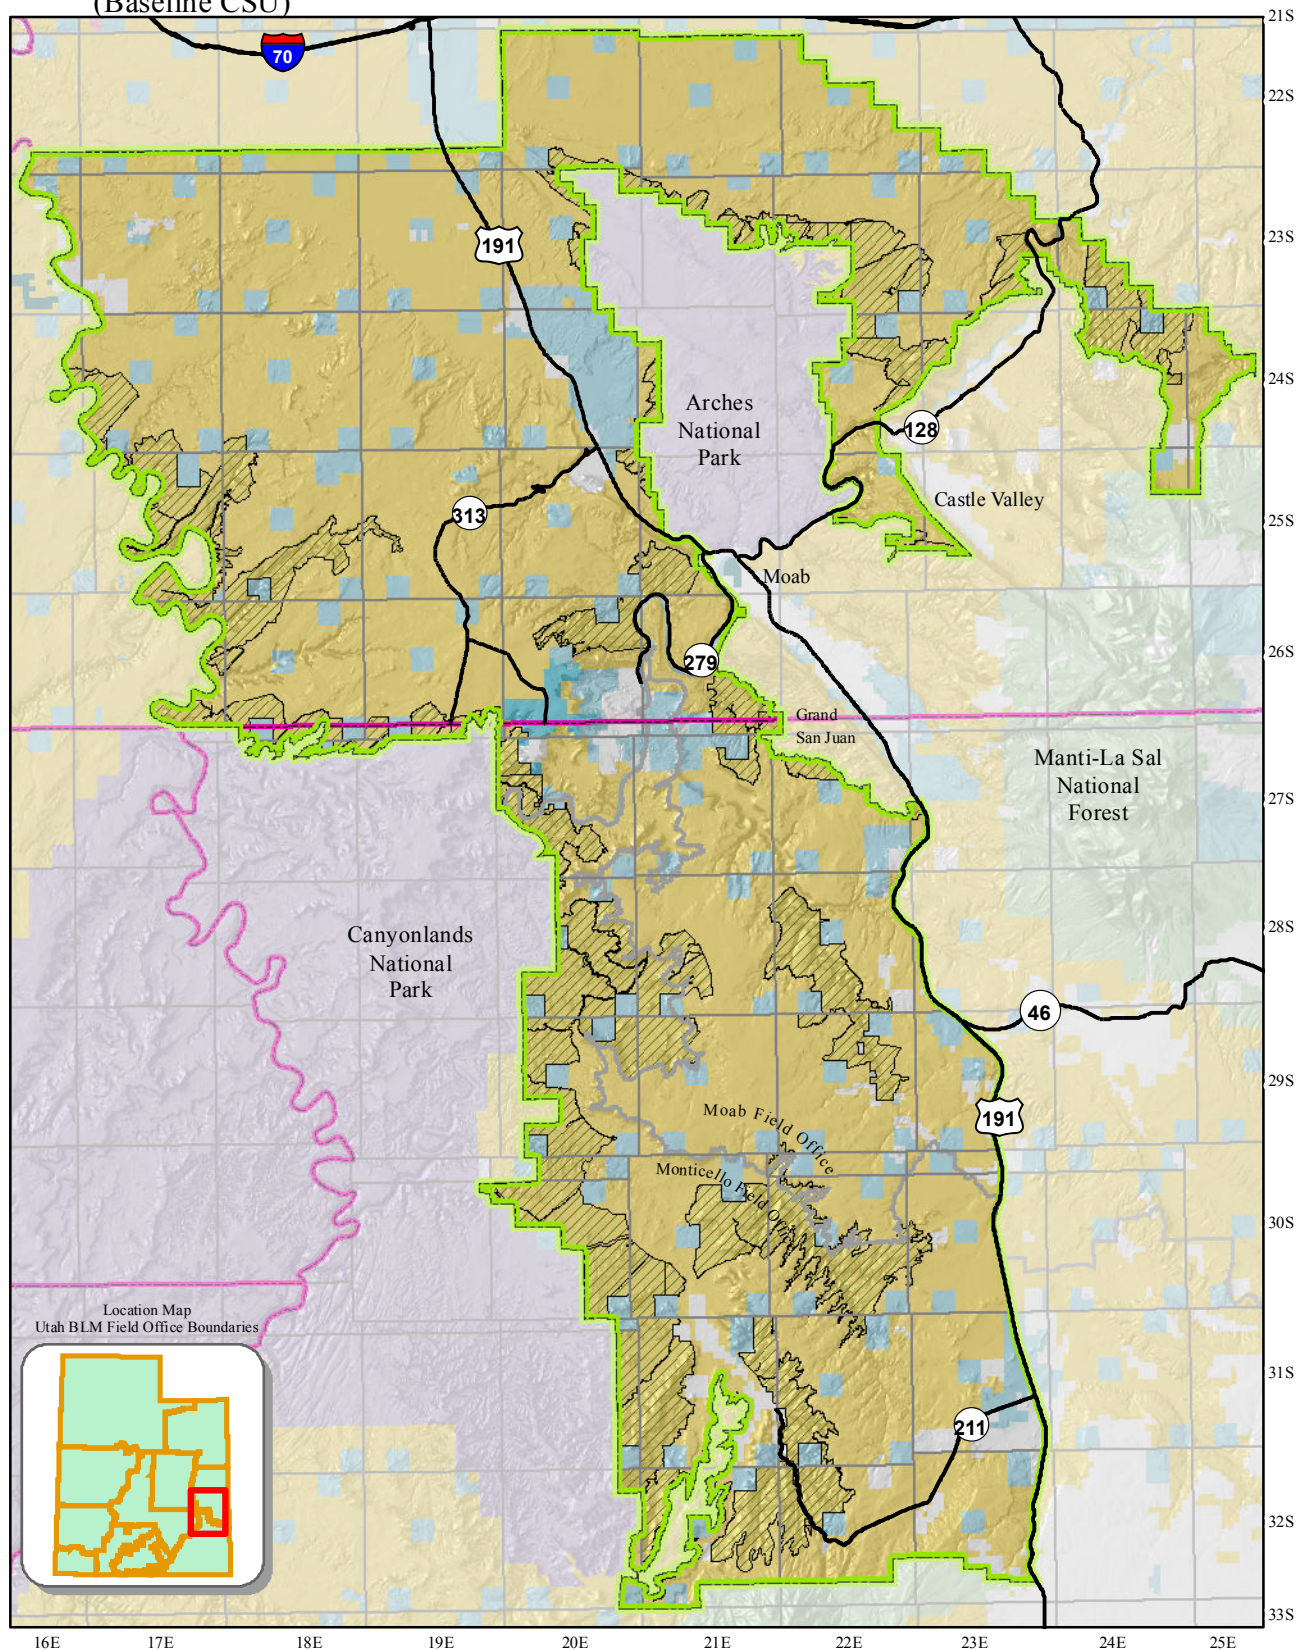 (Baseline CSU)
21S
70
22S
191
23S
24S
Arches
National
Park
128
Castle Valley
313
25S
Moab
279
26S
Grand
San Juan
Manti-La Sal
National
Forest
27S
Canyonlands
National
Park
28S
46
29S
Moab Field Office
191
Monticello Field Office
30S
Location Map
Utah BLM Field Office Boundaries
31S
211
32S
33S
16E 17E 18E 19E 20E 21E 22E 23E 24E 25E